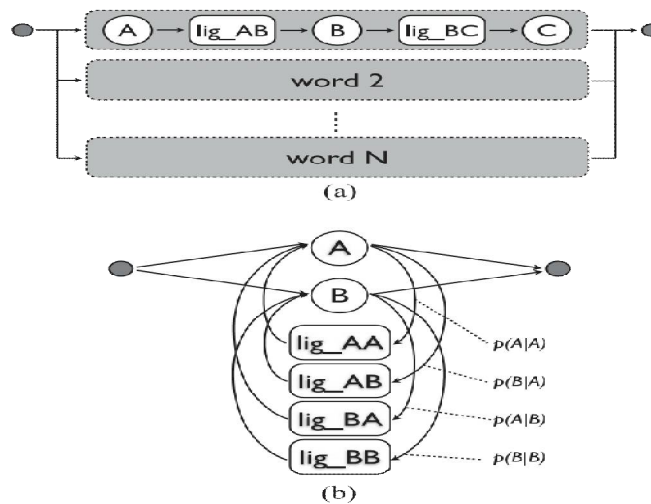 A lig_AB B lig_BC C
word 2
word N
(a)
A
B
lig_AA p(A|A)
lig_AB p(B|A)
lig_BA p(A|B)
lig_BB p(B|B)
(b)